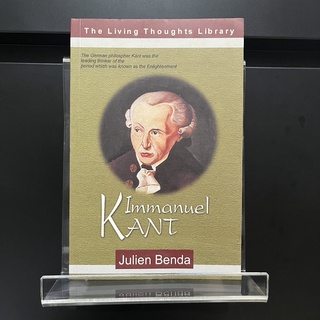 The Living Thoughts Library
The German philosopher Kant was the
leading thinker of the
period which was known as the Enlightenment
Immanuel
KANT
Julien Benda